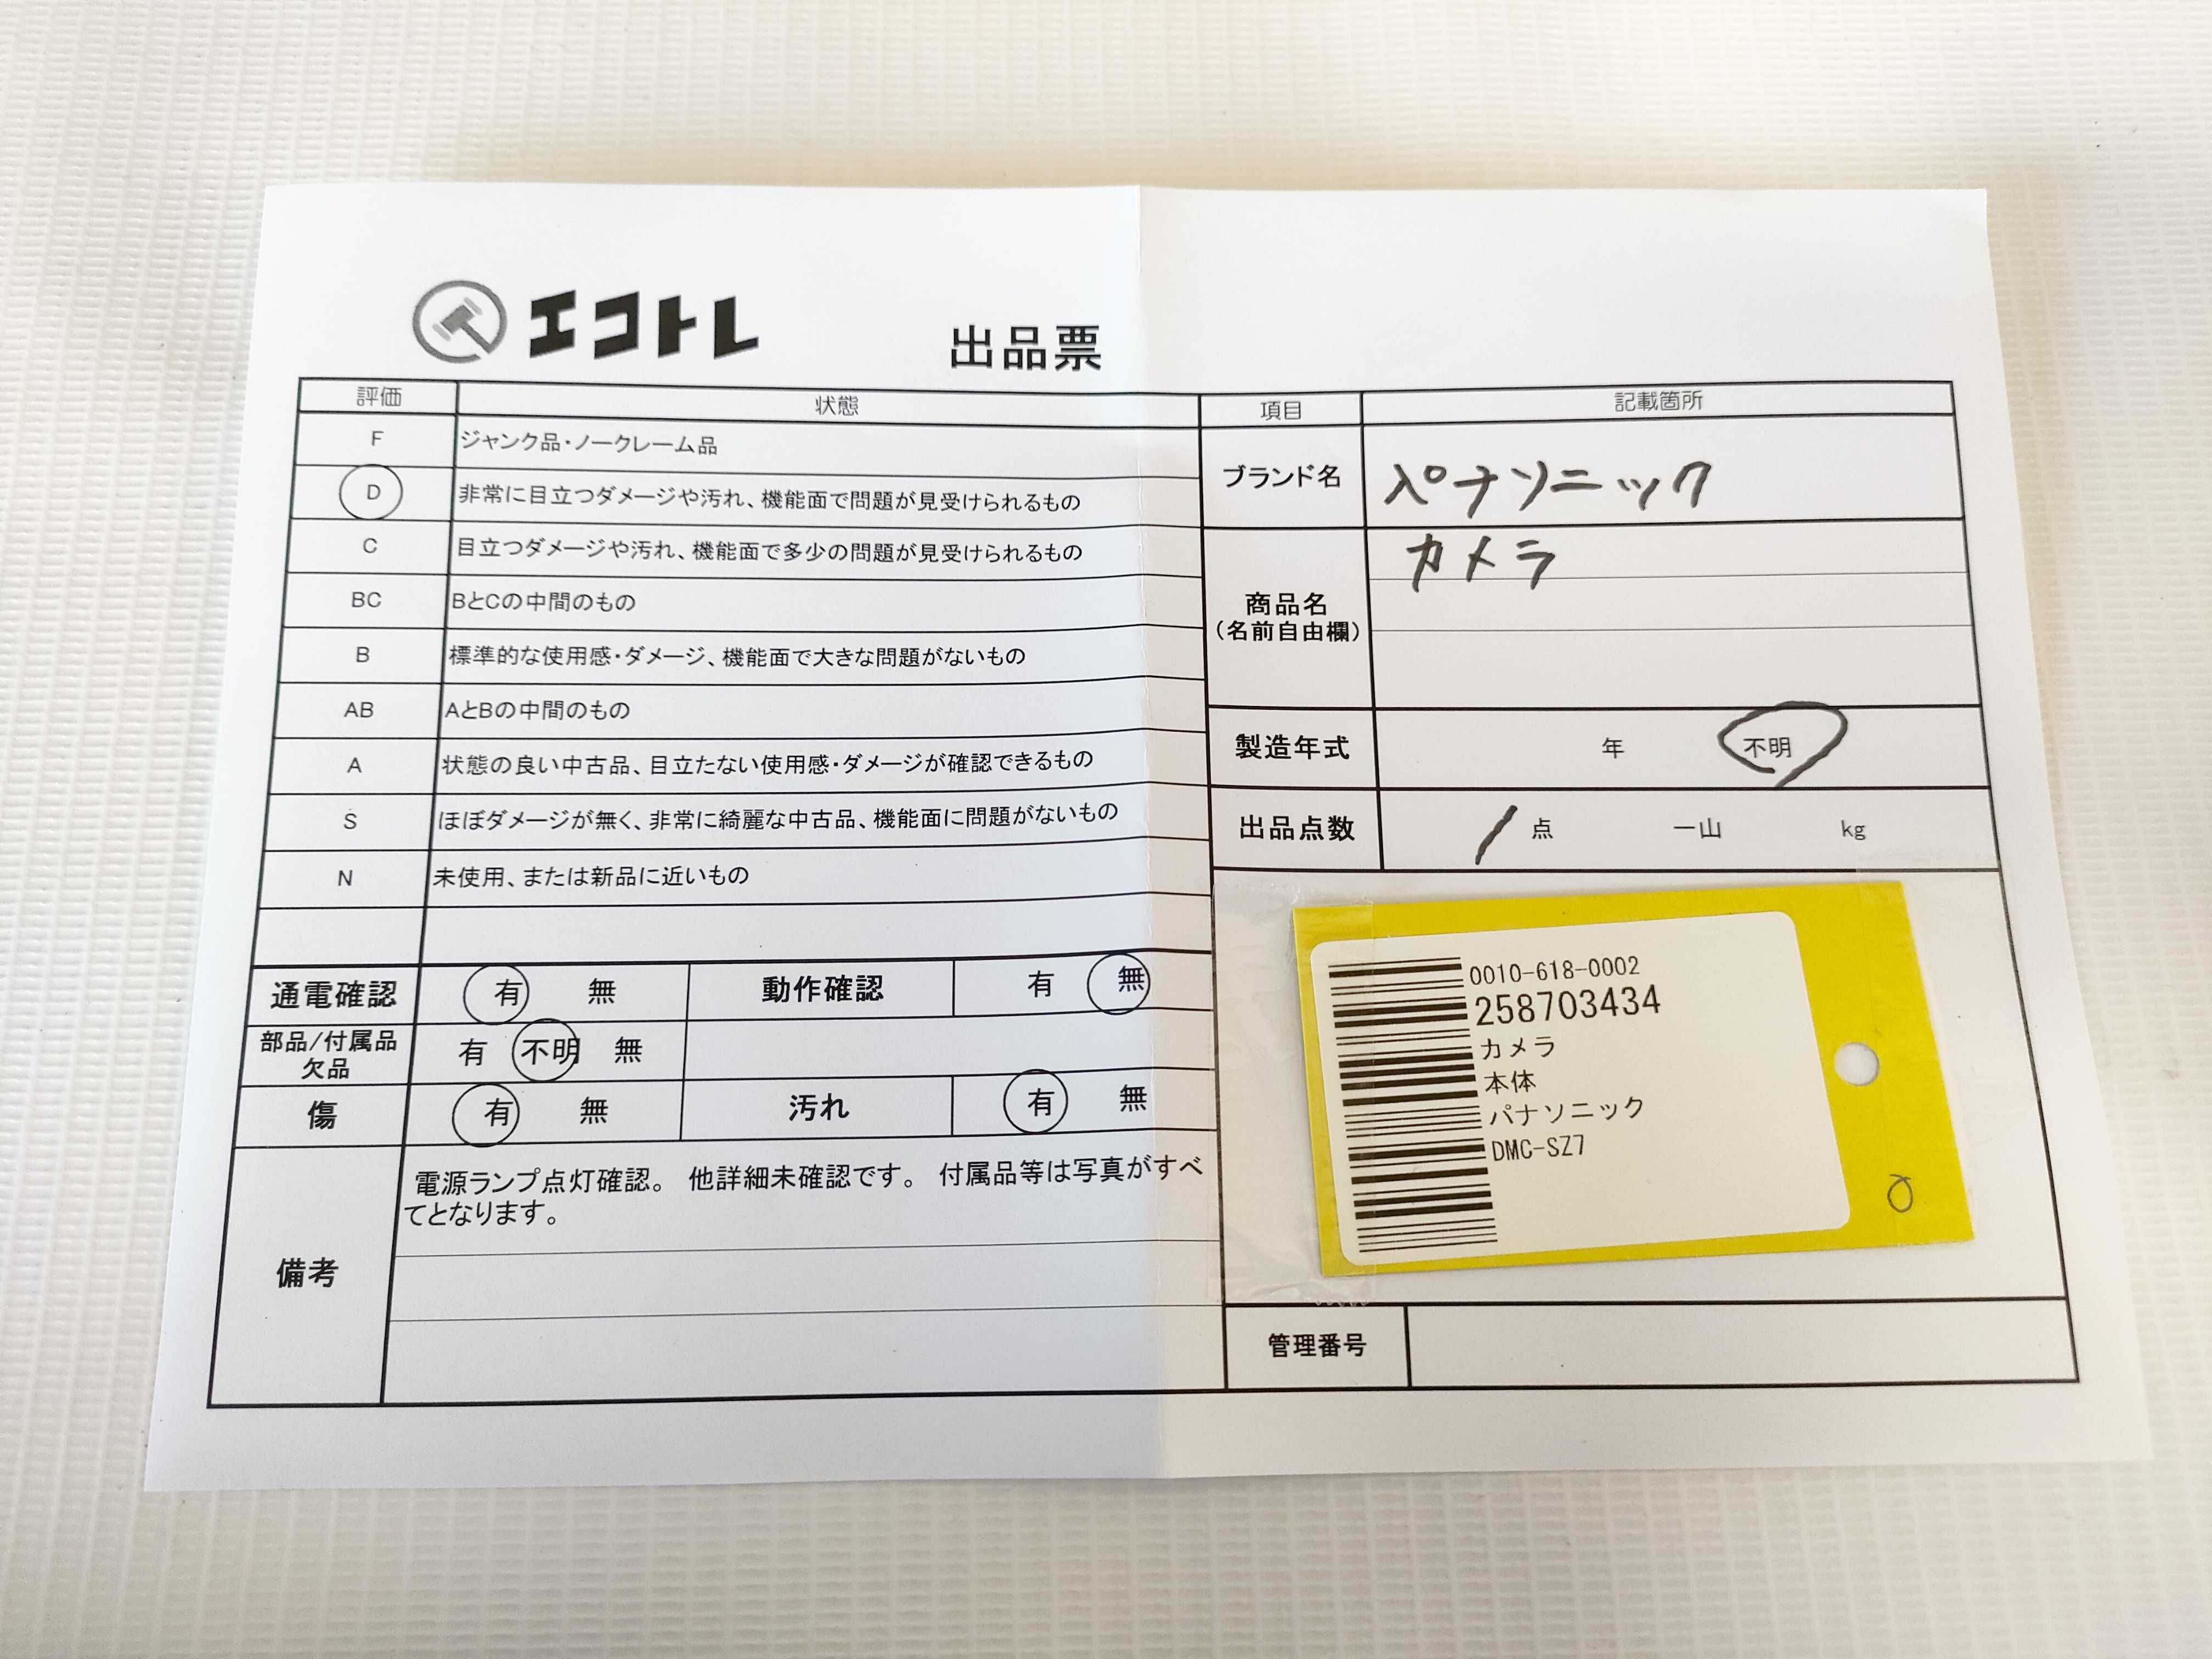 エコトレ
出品票
評価 状態
F ジャンク品・ノークレーム品
D 非常に目立つダメージや汚れ、機能面で問題が見受けられるもの
C 目立つダメージや汚れ、機能面で多少の問題が見受けられるもの
BC BとCの中間のもの
B 標準的な使用感・ダメージ、機能面で大きな問題がないもの
AB AとBの中間のもの
A 状態の良い中古品、目立たない使用感・ダメージが確認できるもの
S ほぼダメージが無く、非常に綺麗な中古品、機能面に問題がないもの
N 未使用、または新品に近いもの
通電確認 有 無 動作確認 有 無
部品/付属品
欠品
有 不明 無
傷 有 無 汚れ 有 無
備考
電源ランプ点灯確認。 他詳細未確認です。 付属品等は写真がすべ
てとなります。
項目 記載箇所
ブランド名 パナソニック
商品名
(名前自由欄)
カメラ
製造年式 年 不明
出品点数 1 点 一山 kg
0010-618-0002
258703434
カメラ
本体
パナソニック
DMC-SZ7
管理番号